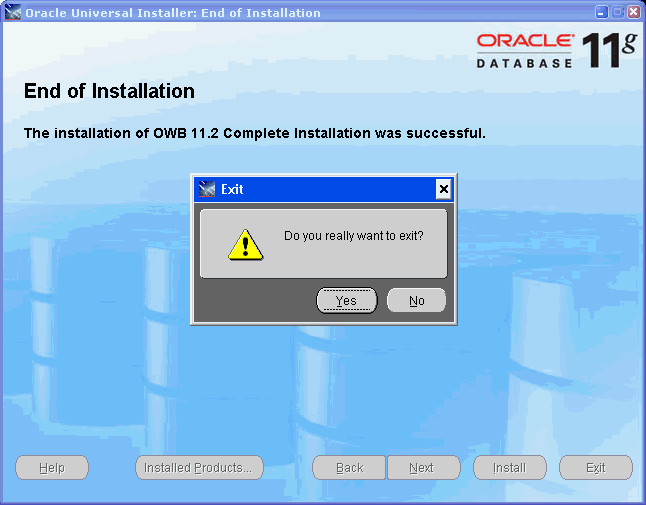 Oracle Universal Installer: End of Installation
ORACLE
DATABASE 11g
End of Installation
The installation of OWB 11.2 Complete Installation was successful.
Exit
Do you really want to exit?
Yes No
Help Installed Products... Back Next Install Exit